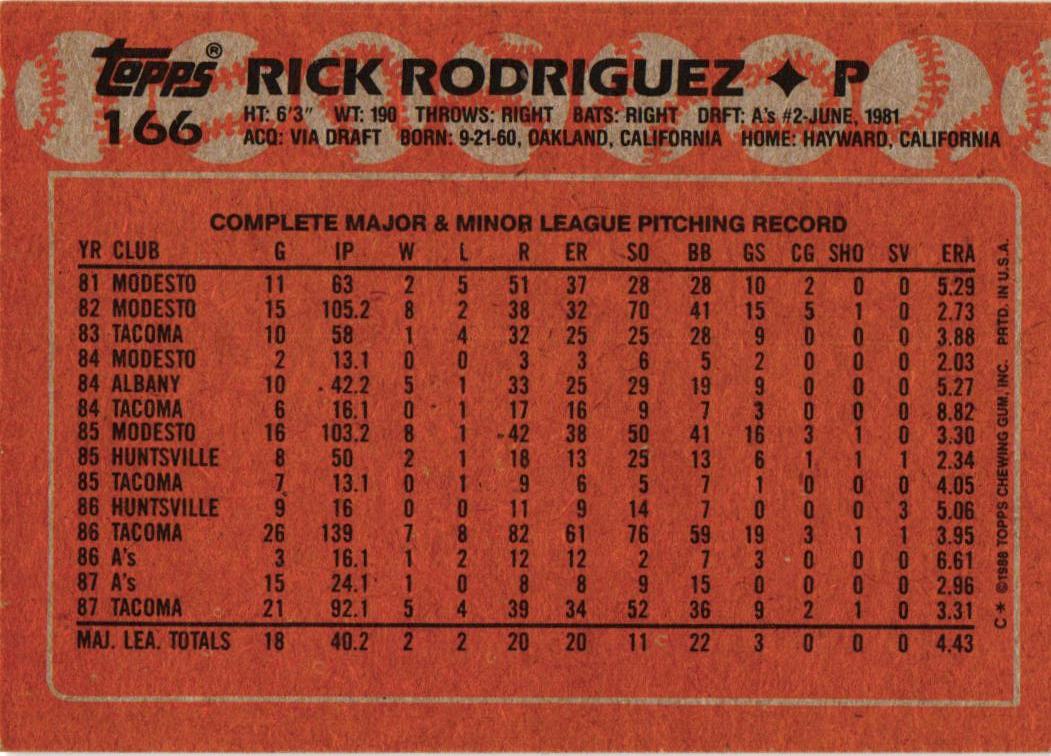 Topps® RICK RODRIGUEZ ✦ P
166
HT: 6'3" WT: 190 THROWS: RIGHT BATS: RIGHT DRFT: A's #2-JUNE, 1981
ACQ: VIA DRAFT BORN: 9-21-60, OAKLAND, CALIFORNIA HOME: HAYWARD, CALIFORNIA
COMPLETE MAJOR & MINOR LEAGUE PITCHING RECORD
YR CLUB G IP W L R ER SO BB GS CG SHO SV ERA
81 MODESTO 11 63 2 5 51 37 28 28 10 2 0 0 5.29
82 MODESTO 15 105.2 8 2 38 32 70 41 15 5 1 0 2.73
83 TACOMA 10 58 1 4 32 25 25 28 9 0 0 0 3.88
84 MODESTO 2 13.1 0 0 3 3 6 5 2 0 0 0 2.03
84 ALBANY 10 42.2 5 1 33 25 29 19 9 0 0 0 5.27
84 TACOMA 6 16.1 0 1 17 16 9 7 3 0 0 0 8.82
85 MODESTO 16 103.2 8 1 42 38 50 41 16 3 1 0 3.30
85 HUNTSVILLE 8 50 2 1 18 13 25 13 6 1 1 1 2.34
85 TACOMA 7 13.1 0 1 9 6 5 7 1 0 0 0 4.05
86 HUNTSVILLE 9 16 0 0 11 9 14 7 0 0 0 3 5.06
86 TACOMA 26 139 7 8 82 61 76 59 19 3 1 1 3.95
86 A's 3 16.1 1 2 12 12 2 7 3 0 0 0 6.61
87 A's 15 24.1 1 0 8 8 9 15 0 0 0 0 2.96
87 TACOMA 21 92.1 5 4 39 34 52 36 9 2 1 0 3.31
MAJ. LEA. TOTALS 18 40.2 2 2 20 20 11 22 3 0 0 0 4.43
C* ©1988 TOPPS CHEWING GUM, INC. PRTD. IN U.S.A.